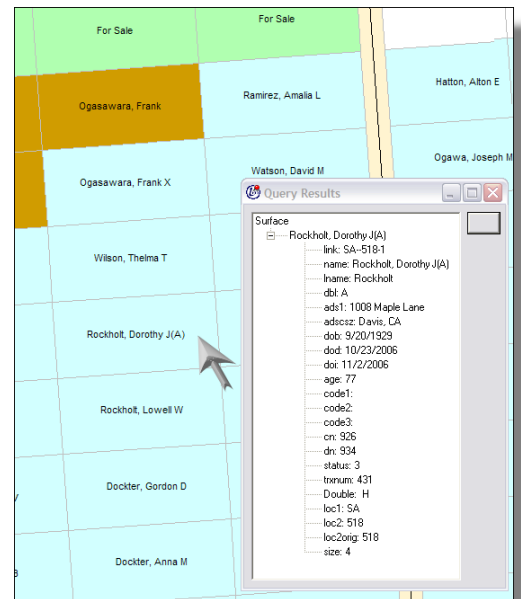 For Sale
For Sale
Ogasawara, Frank
Ramirez, Amalia L
Hatton, Alton E
Ogasawara, Frank X
Watson, David M
Ogawa, Joseph M
Wilson, Thelma T
Rockholt, Dorothy J(A)
Rockholt, Lowell W
Dockter, Gordon D
Dockter, Anna M
Query Results
Surface
Rockholt, Dorothy J(A)
link: SA--518-1
name: Rockholt, Dorothy J(A)
lname: Rockholt
dbl: A
ads1: 1008 Maple Lane
adscsz: Davis, CA
dob: 9/20/1929
dod: 10/23/2006
doi: 11/2/2006
age: 77
code1:
code2:
code3:
cn: 926
dn: 934
status: 3
trxnum: 431
Double: H
loc1: SA
loc2: 518
loc2orig: 518
size: 4